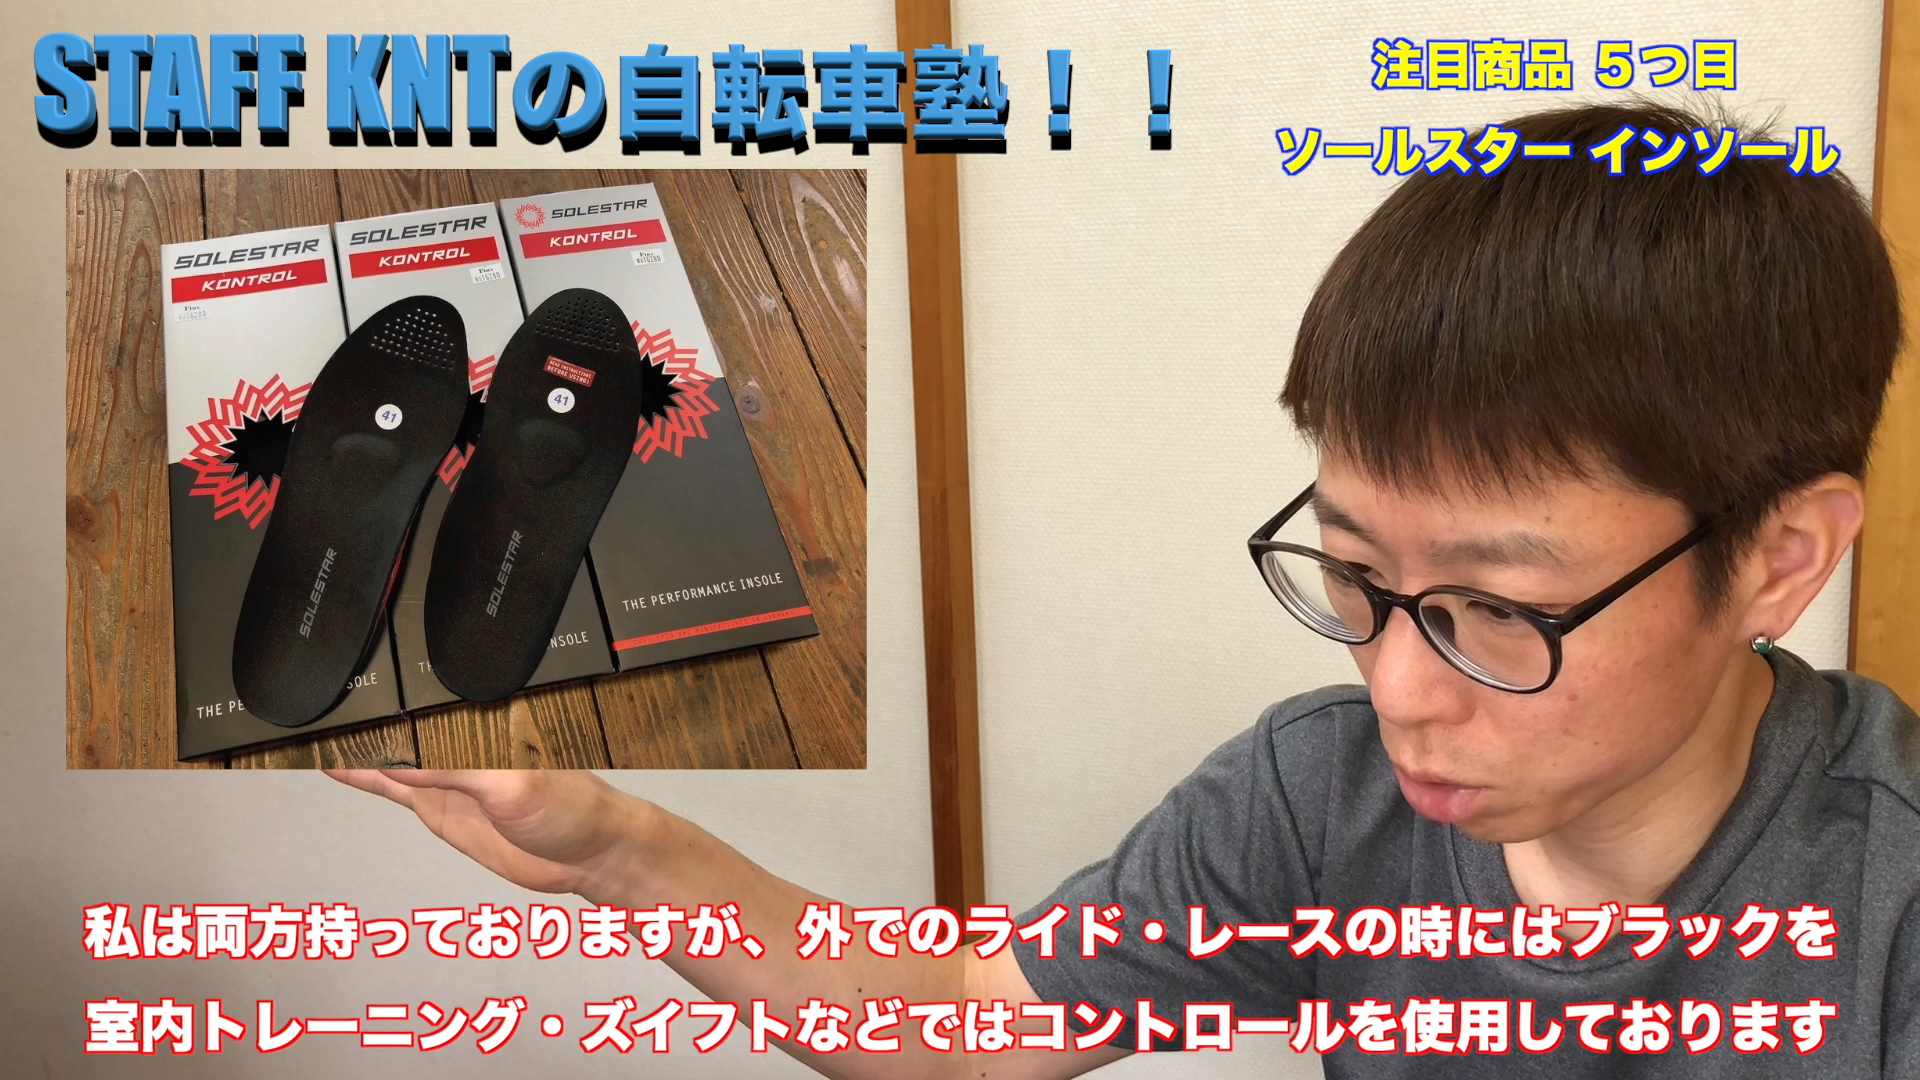 STAFF KNTの自転車塾！！
注目商品 5つ目
ソールスター インソール
SOLESTAR
KONTROL
SOLESTAR
KONTROL
SOLESTAR
KONTROL
READ INSTRUCTIONS
BEFORE USING!
41
41
SOLESTAR
SOLESTAR
THE PERFORMANCE INSOLE
NSOLE
TH
SOLE
THE PE
私は両方持っておりますが、外でのライド・レースの時にはブラックを
室内トレーニング・ズイフトなどではコントロールを使用しております